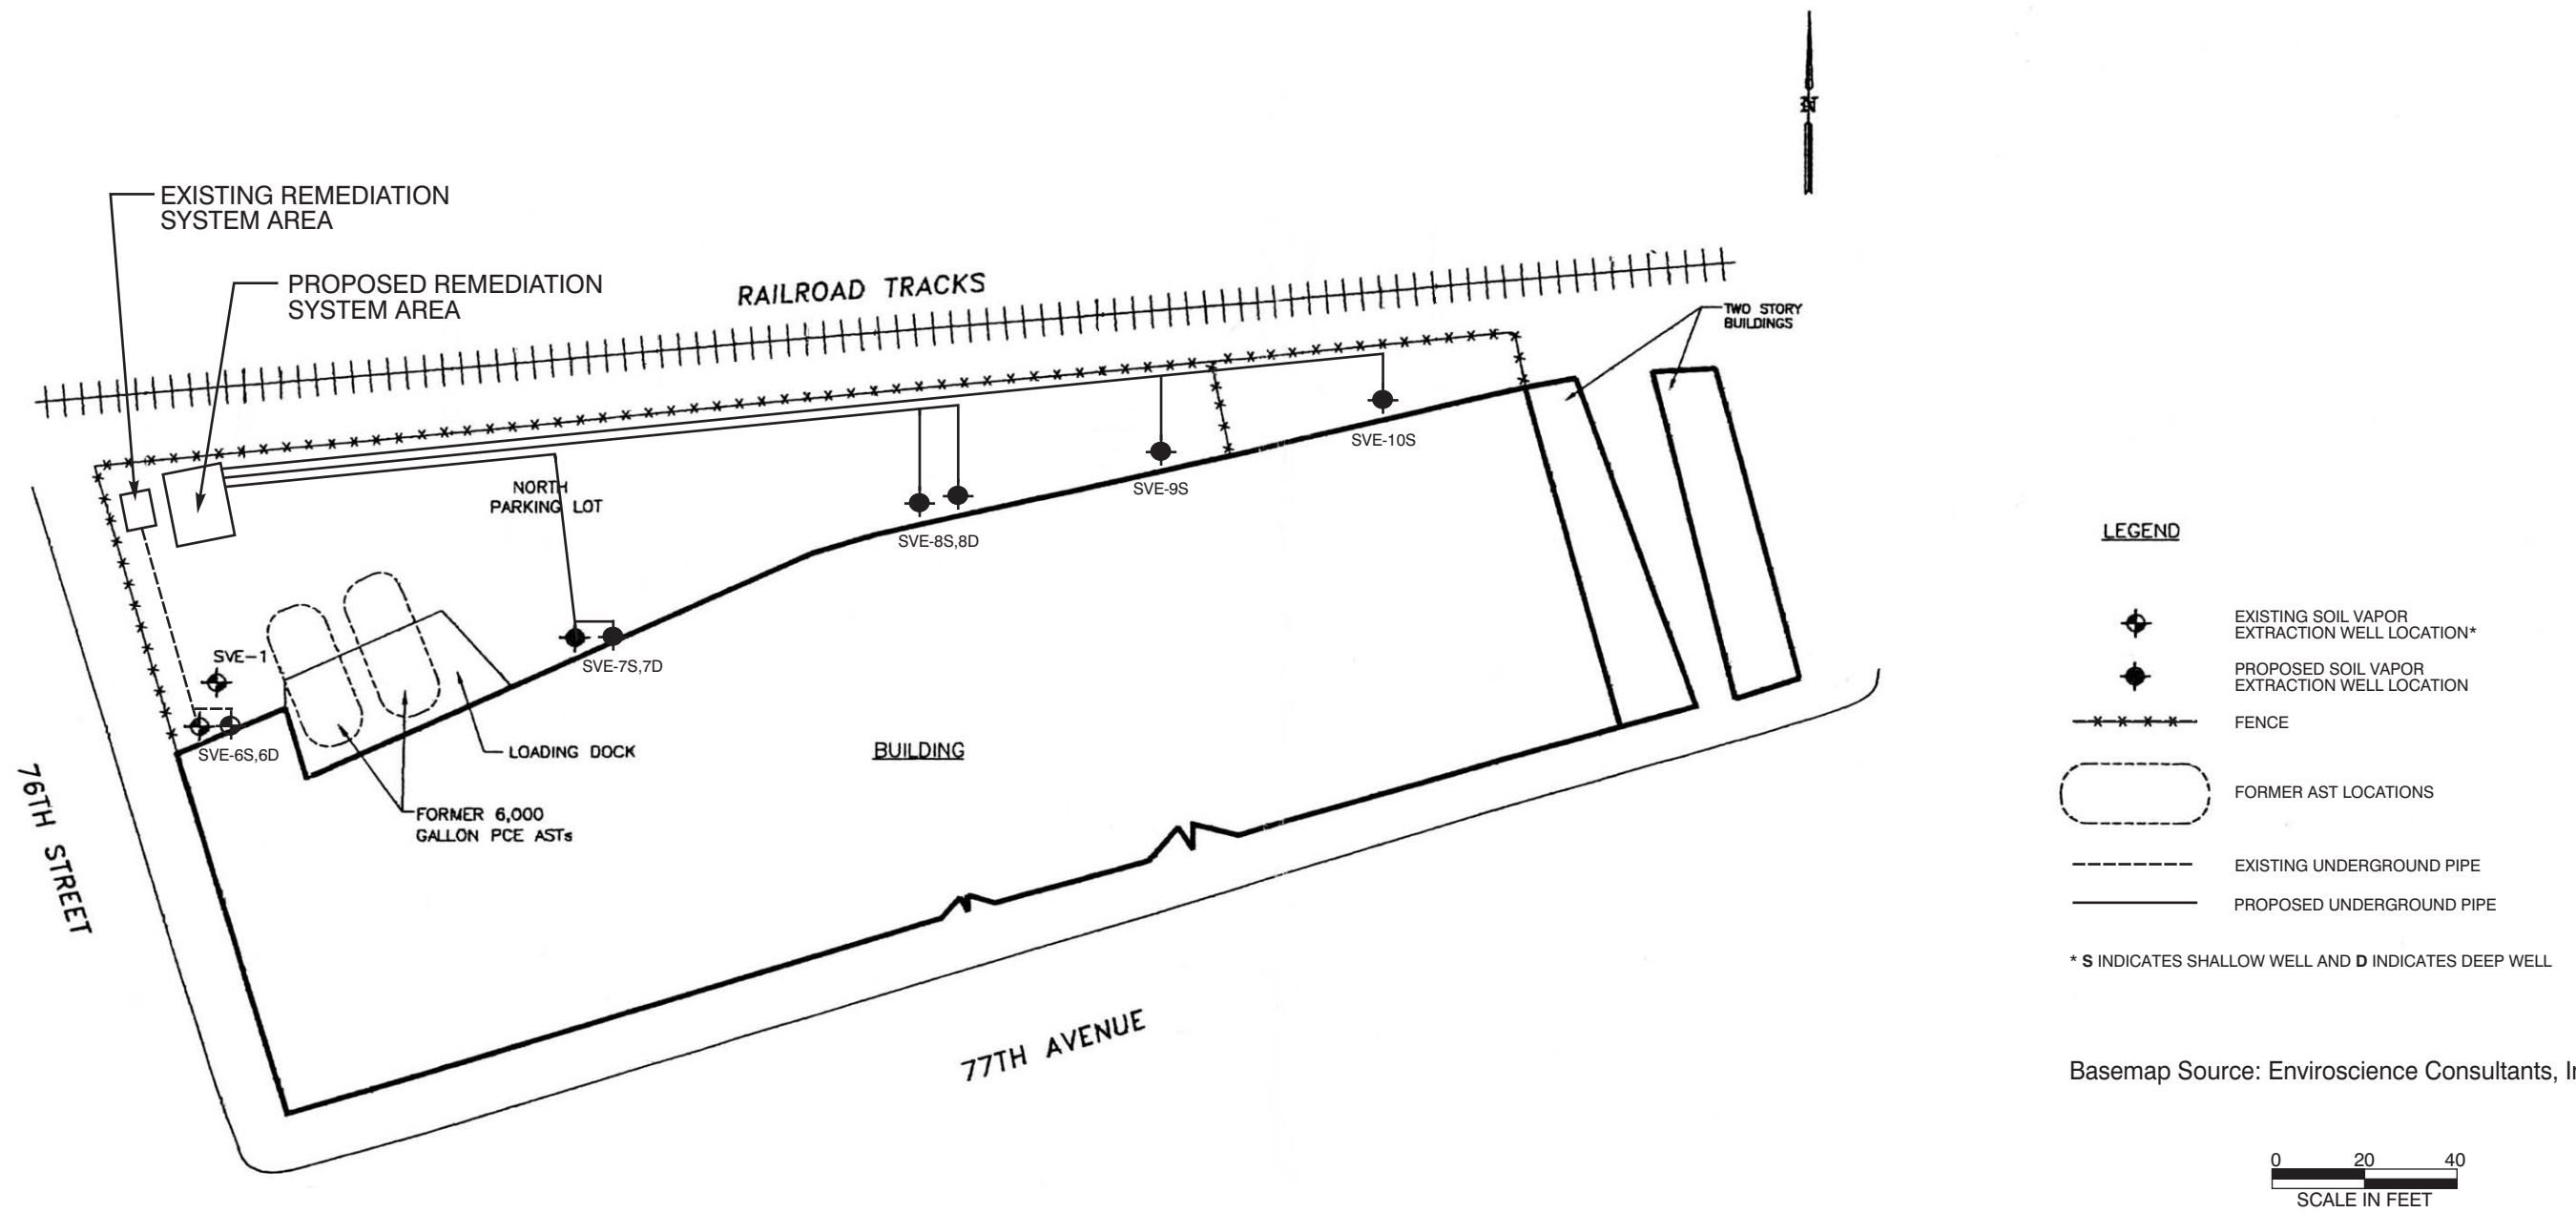 N
EXISTING REMEDIATION
SYSTEM AREA
PROPOSED REMEDIATION
SYSTEM AREA
RAILROAD TRACKS
TWO STORY
BUILDINGS
NORTH
PARKING LOT
SVE-10S
SVE-9S
SVE-8S,8D
SVE-7S,7D
SVE-1
SVE-6S,6D
LOADING DOCK
BUILDING
FORMER 6,000
GALLON PCE ASTs
76TH STREET
77TH AVENUE
LEGEND
EXISTING SOIL VAPOR
EXTRACTION WELL LOCATION*
PROPOSED SOIL VAPOR
EXTRACTION WELL LOCATION
FENCE
FORMER AST LOCATIONS
EXISTING UNDERGROUND PIPE
PROPOSED UNDERGROUND PIPE
* S INDICATES SHALLOW WELL AND D INDICATES DEEP WELL
Basemap Source: Enviroscience Consultants,
0 20 40
SCALE IN FEET